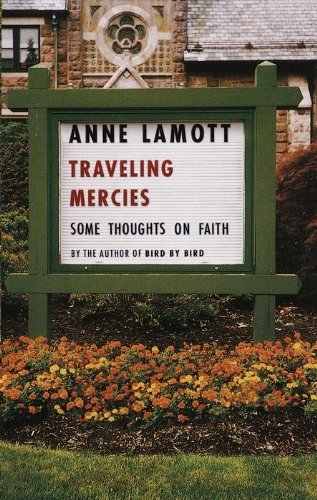 ANNE LAMOTT
TRAVELING
MERCIES
SOME THOUGHTS ON FAITH
BY THE AUTHOR OF BIRD BY BIRD